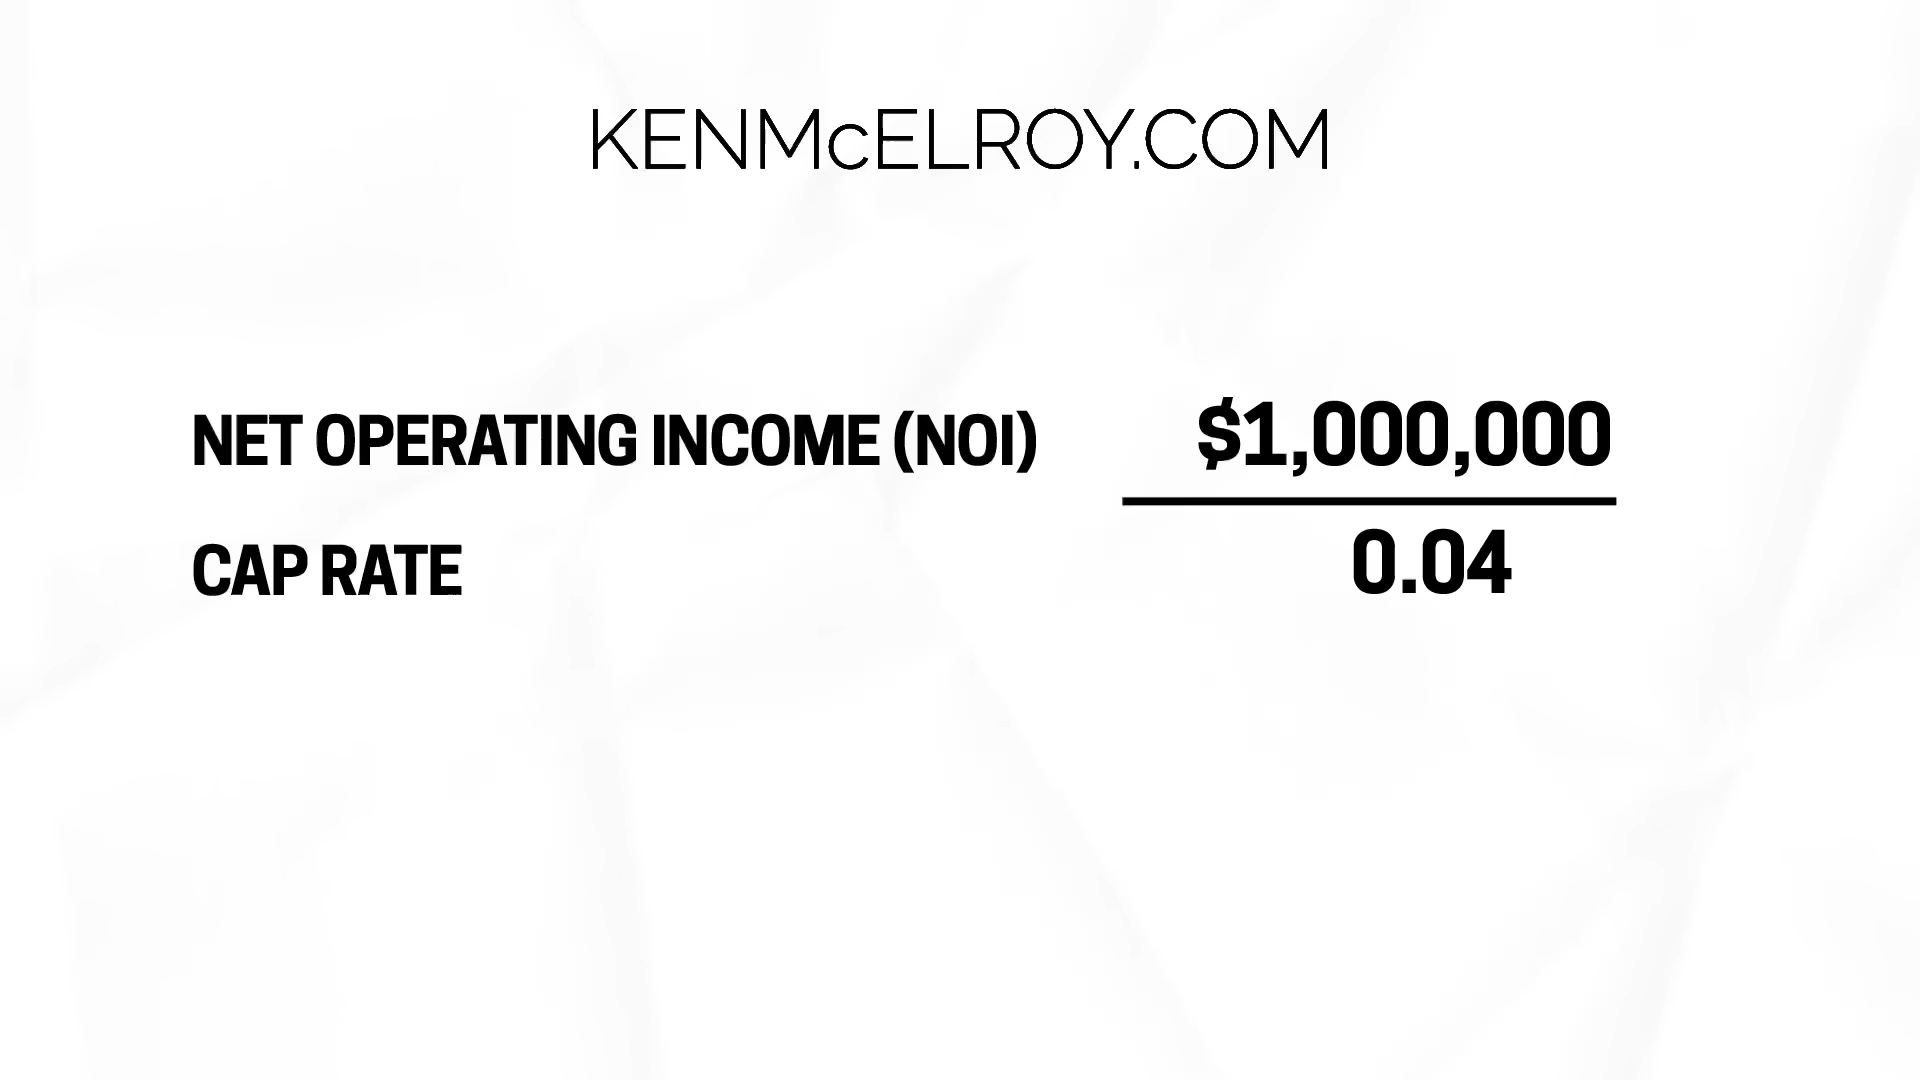 KENMcELROY.COM
NET OPERATING INCOME (NOI) $1,000,000
CAP RATE 0.04